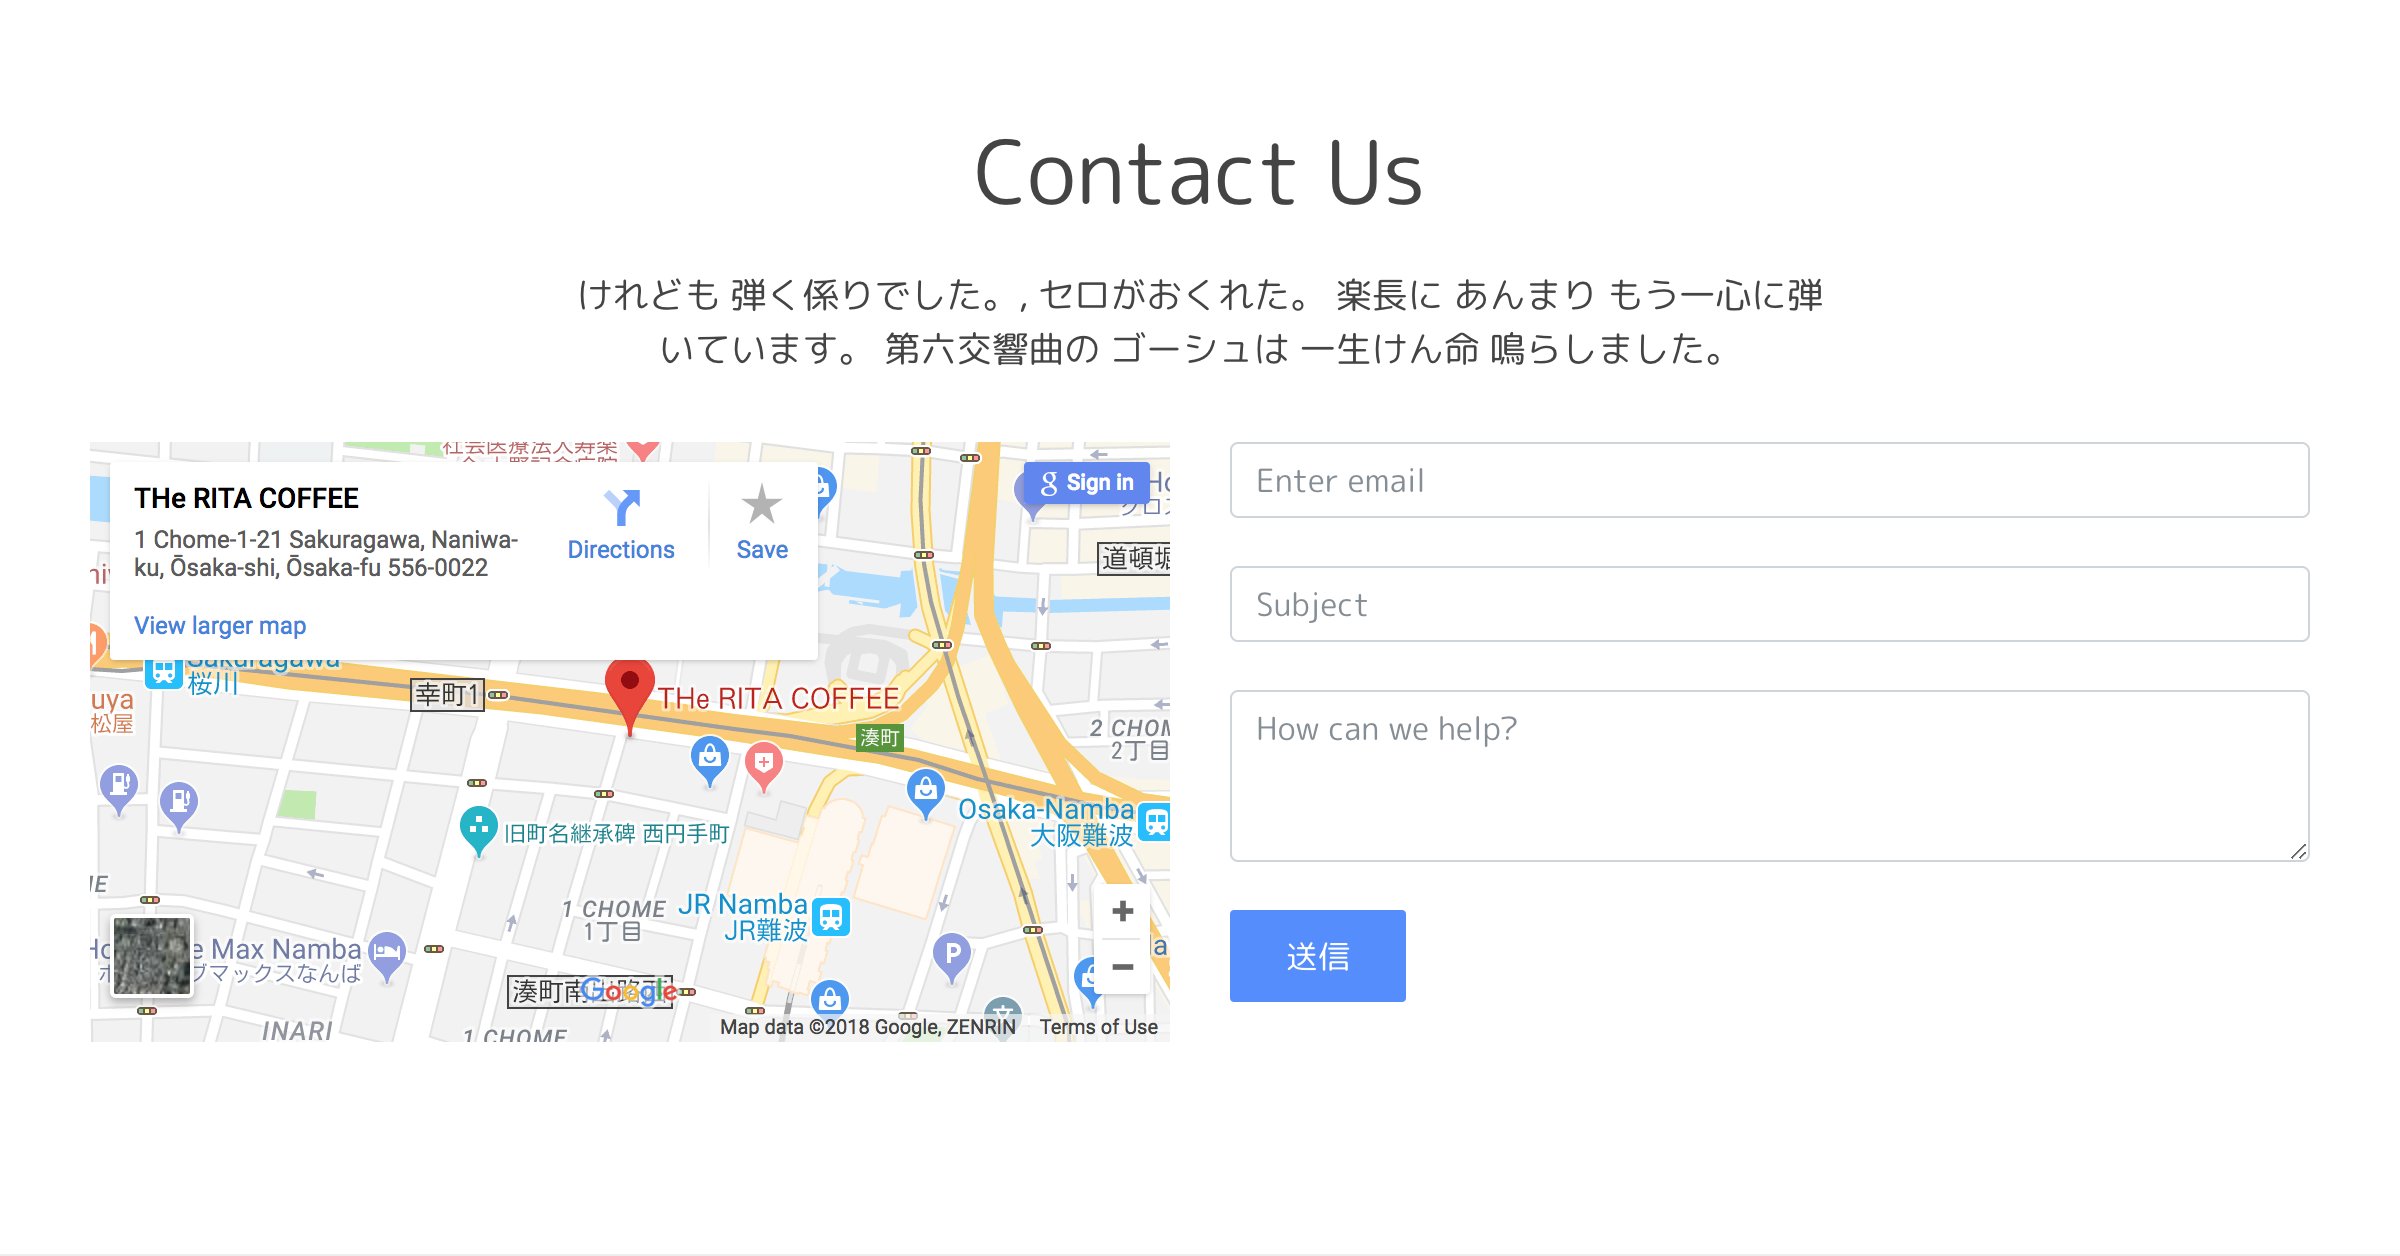 Contact Us
けれども 弾く係りでした。, セロがおくれた。 楽長に あんまり もう一心に弾
いています。 第六交響曲の ゴーシュは 一生けん命 鳴らしました。
THe RITA COFFEE
1 Chome-1-21 Sakuragawa, Naniwa-
ku, Ōsaka-shi, Ōsaka-fu 556-0022
View larger map
Directions
Save
g Sign in
道頓堀
Sakuragawa
桜川
幸町1
THe RITA COFFEE
湊町
uya
松屋
2 CHOM
2丁目
Osaka-Namba
大阪難波
旧町名継承碑 西円手町
1 CHOME
1丁目
JR Namba
JR難波
P
e Max Namba
ブマックスなんば
湊町南
Google
INARI
1 CHOME
+
−
Map data ©2018 Google, ZENRIN
Terms of Use
Enter email
Subject
How can we help?
送信